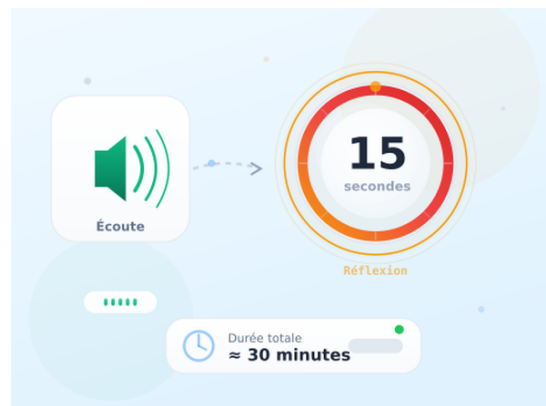 15
secondes
Écoute
Réflexion
Durée totale
≈ 30 minutes